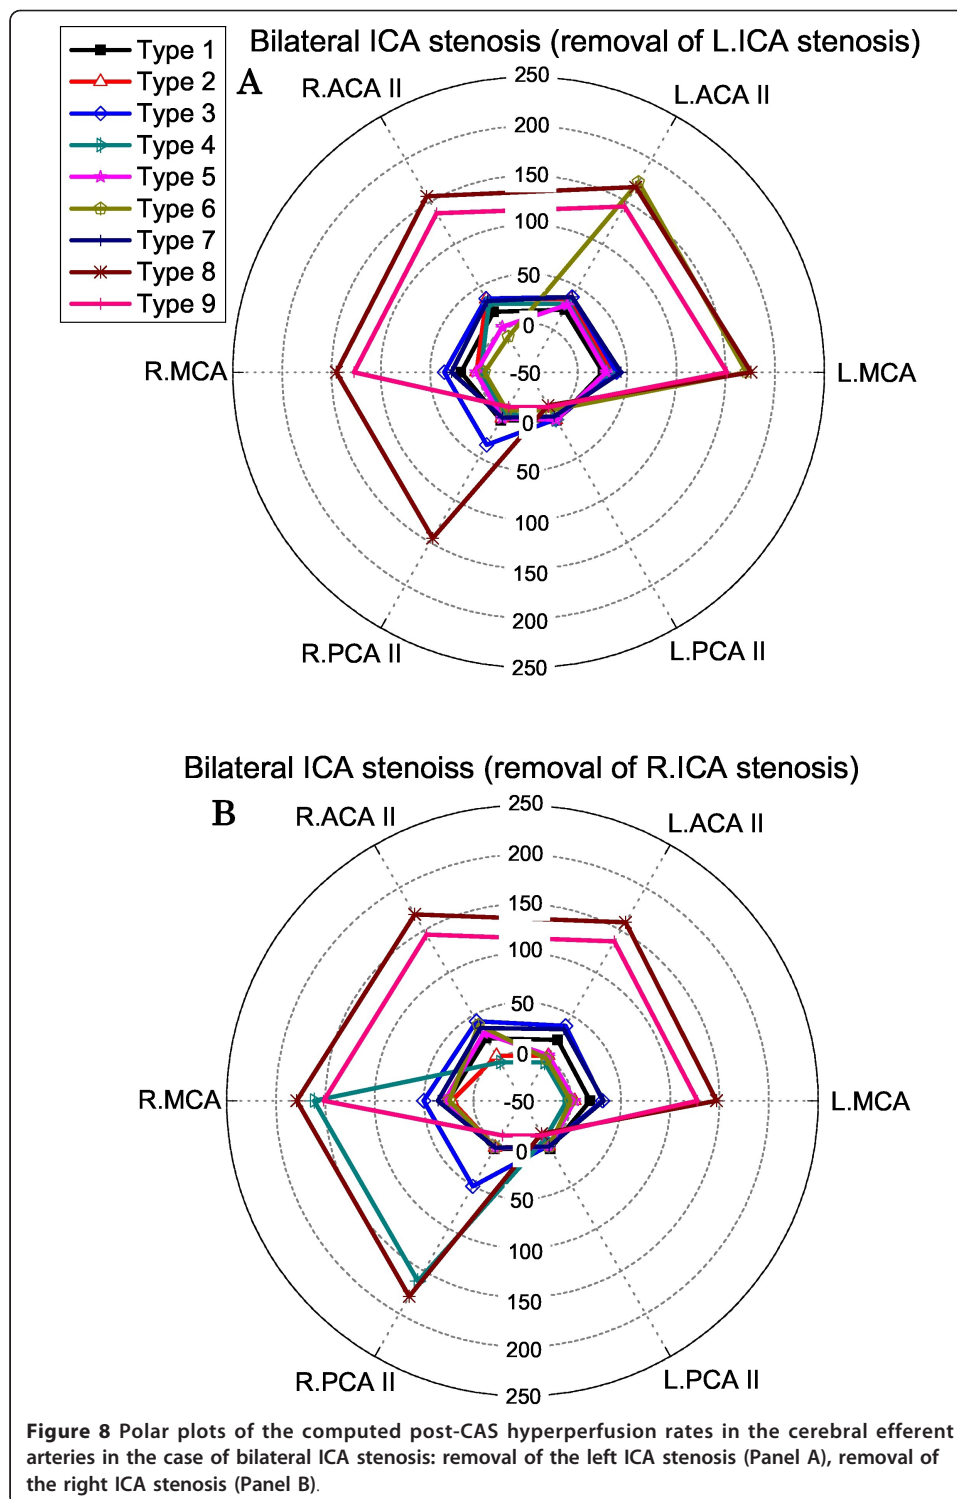 Type 1
Type 2
Type 3
Type 4
Type 5
Type 6
Type 7
Type 8
Type 9
Bilateral ICA stenosis (removal of L.ICA stenosis)
A
R.ACA II
L.ACA II
R.MCA
L.MCA
R.PCA II
L.PCA II
250
200
150
100
50
0
-50
0
50
100
150
200
250
Bilateral ICA stenoiss (removal of R.ICA stenosis)
B
R.ACA II
L.ACA II
R.MCA
L.MCA
R.PCA II
L.PCA II
250
200
150
100
50
0
-50
0
50
100
150
200
250
Figure 8 Polar plots of the computed post-CAS hyperperfusion rates in the cerebral efferent
arteries in the case of bilateral ICA stenosis: removal of the left ICA stenosis (Panel A), removal of
the right ICA stenosis (Panel B).